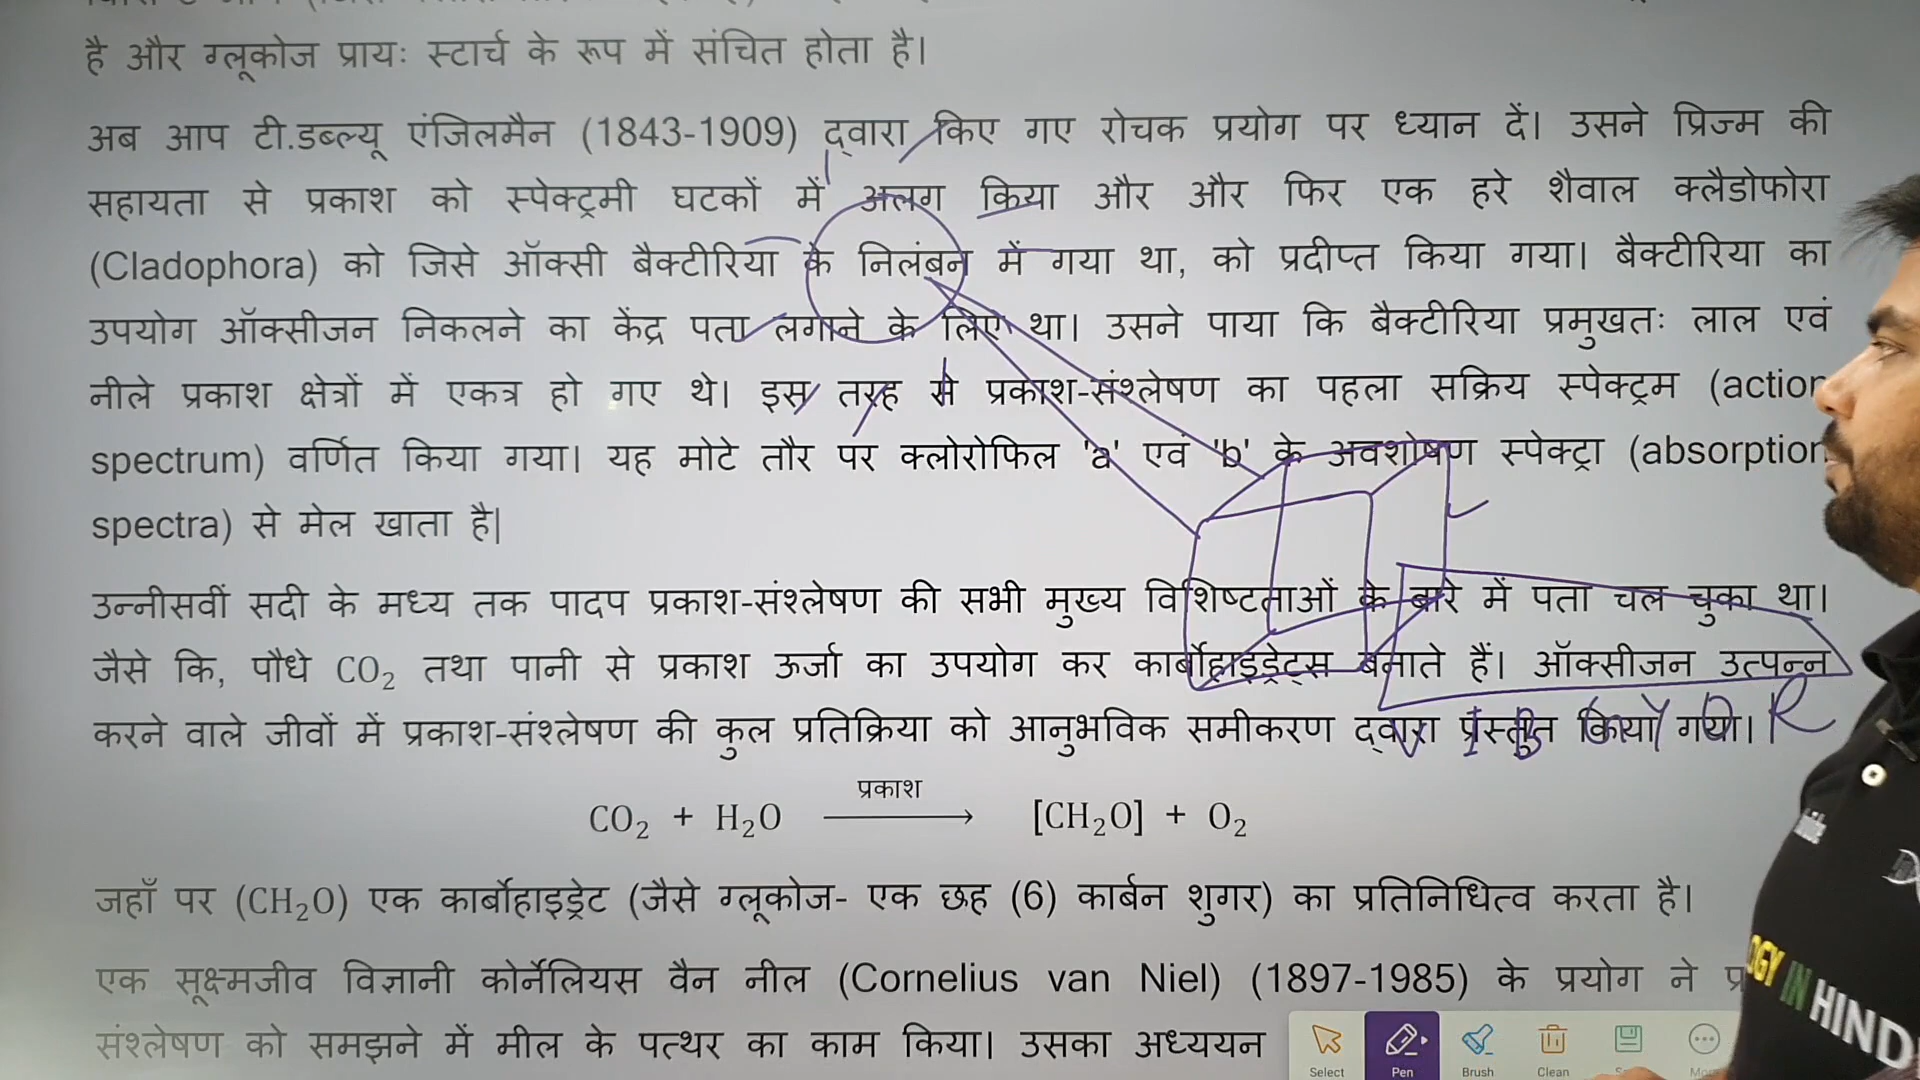 है और ग्लूकोज प्रायः स्टार्च के रूप में संचित होता है।
अब आप टी.डब्ल्यू एंजिलमैन (1843-1909) द्वारा किए गए रोचक प्रयोग पर ध्यान दें। उसने प्रिज्म की
सहायता से प्रकाश को स्पेक्ट्रमी घटकों में अलग किया और और फिर एक हरे शैवाल क्लैडोफोरा
(Cladophora) को जिसे ऑक्सी बैक्टीरिया के निलंबन में गया था, को प्रदीप्त किया गया। बैक्टीरिया का
उपयोग ऑक्सीजन निकलने का केंद्र पता लगाने के लिए था। उसने पाया कि बैक्टीरिया प्रमुखतः लाल एवं
नीले प्रकाश क्षेत्रों में एकत्र हो गए थे। इस तरह से प्रकाश-संश्लेषण का पहला सक्रिय स्पेक्ट्रम (action
spectrum) वर्णित किया गया। यह मोटे तौर पर क्लोरोफिल 'a' एवं 'b' के अवशोषण स्पेक्ट्रा (absorption
spectra) से मेल खाता है|
उन्नीसवीं सदी के मध्य तक पादप प्रकाश-संश्लेषण की सभी मुख्य विशिष्टताओं के बारे में पता चल चुका था।
जैसे कि, पौधे CO₂ तथा पानी से प्रकाश ऊर्जा का उपयोग कर कार्बोहाइड्रेट्स बनाते हैं। ऑक्सीजन उत्पन्न
करने वाले जीवों में प्रकाश-संश्लेषण की कुल प्रतिक्रिया को आनुभविक समीकरण द्वारा प्रस्तुत किया गया।
V I B G Y O R
प्रकाश
CO₂ + H₂O ⟶ [CH₂O] + O₂
जहाँ पर (CH₂O) एक कार्बोहाइड्रेट (जैसे ग्लूकोज- एक छह (6) कार्बन शुगर) का प्रतिनिधित्व करता है।
एक सूक्ष्मजीव विज्ञानी कोर्नेलियस वैन नील (Cornelius van Niel) (1897-1985) के प्रयोग ने
संश्लेषण को समझने में मील के पत्थर का काम किया। उसका अध्ययन
Select Pen Brush Clean
OGY IN HIND